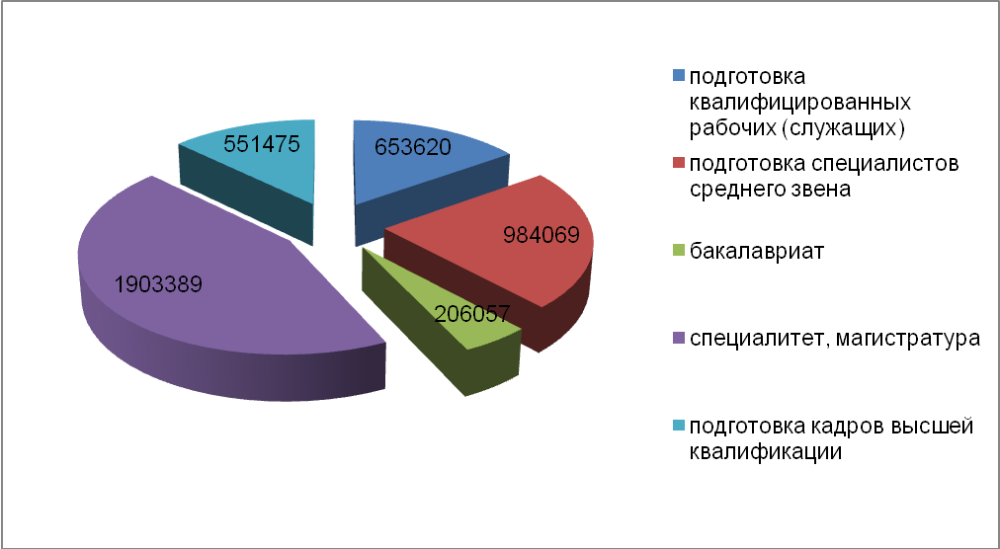 551475
653620
984069
206057
1903389
подготовка
квалифицированных
рабочих (служащих)
подготовка специалистов
среднего звена
бакалавриат
специалитет, магистратура
подготовка кадров высшей
квалификации